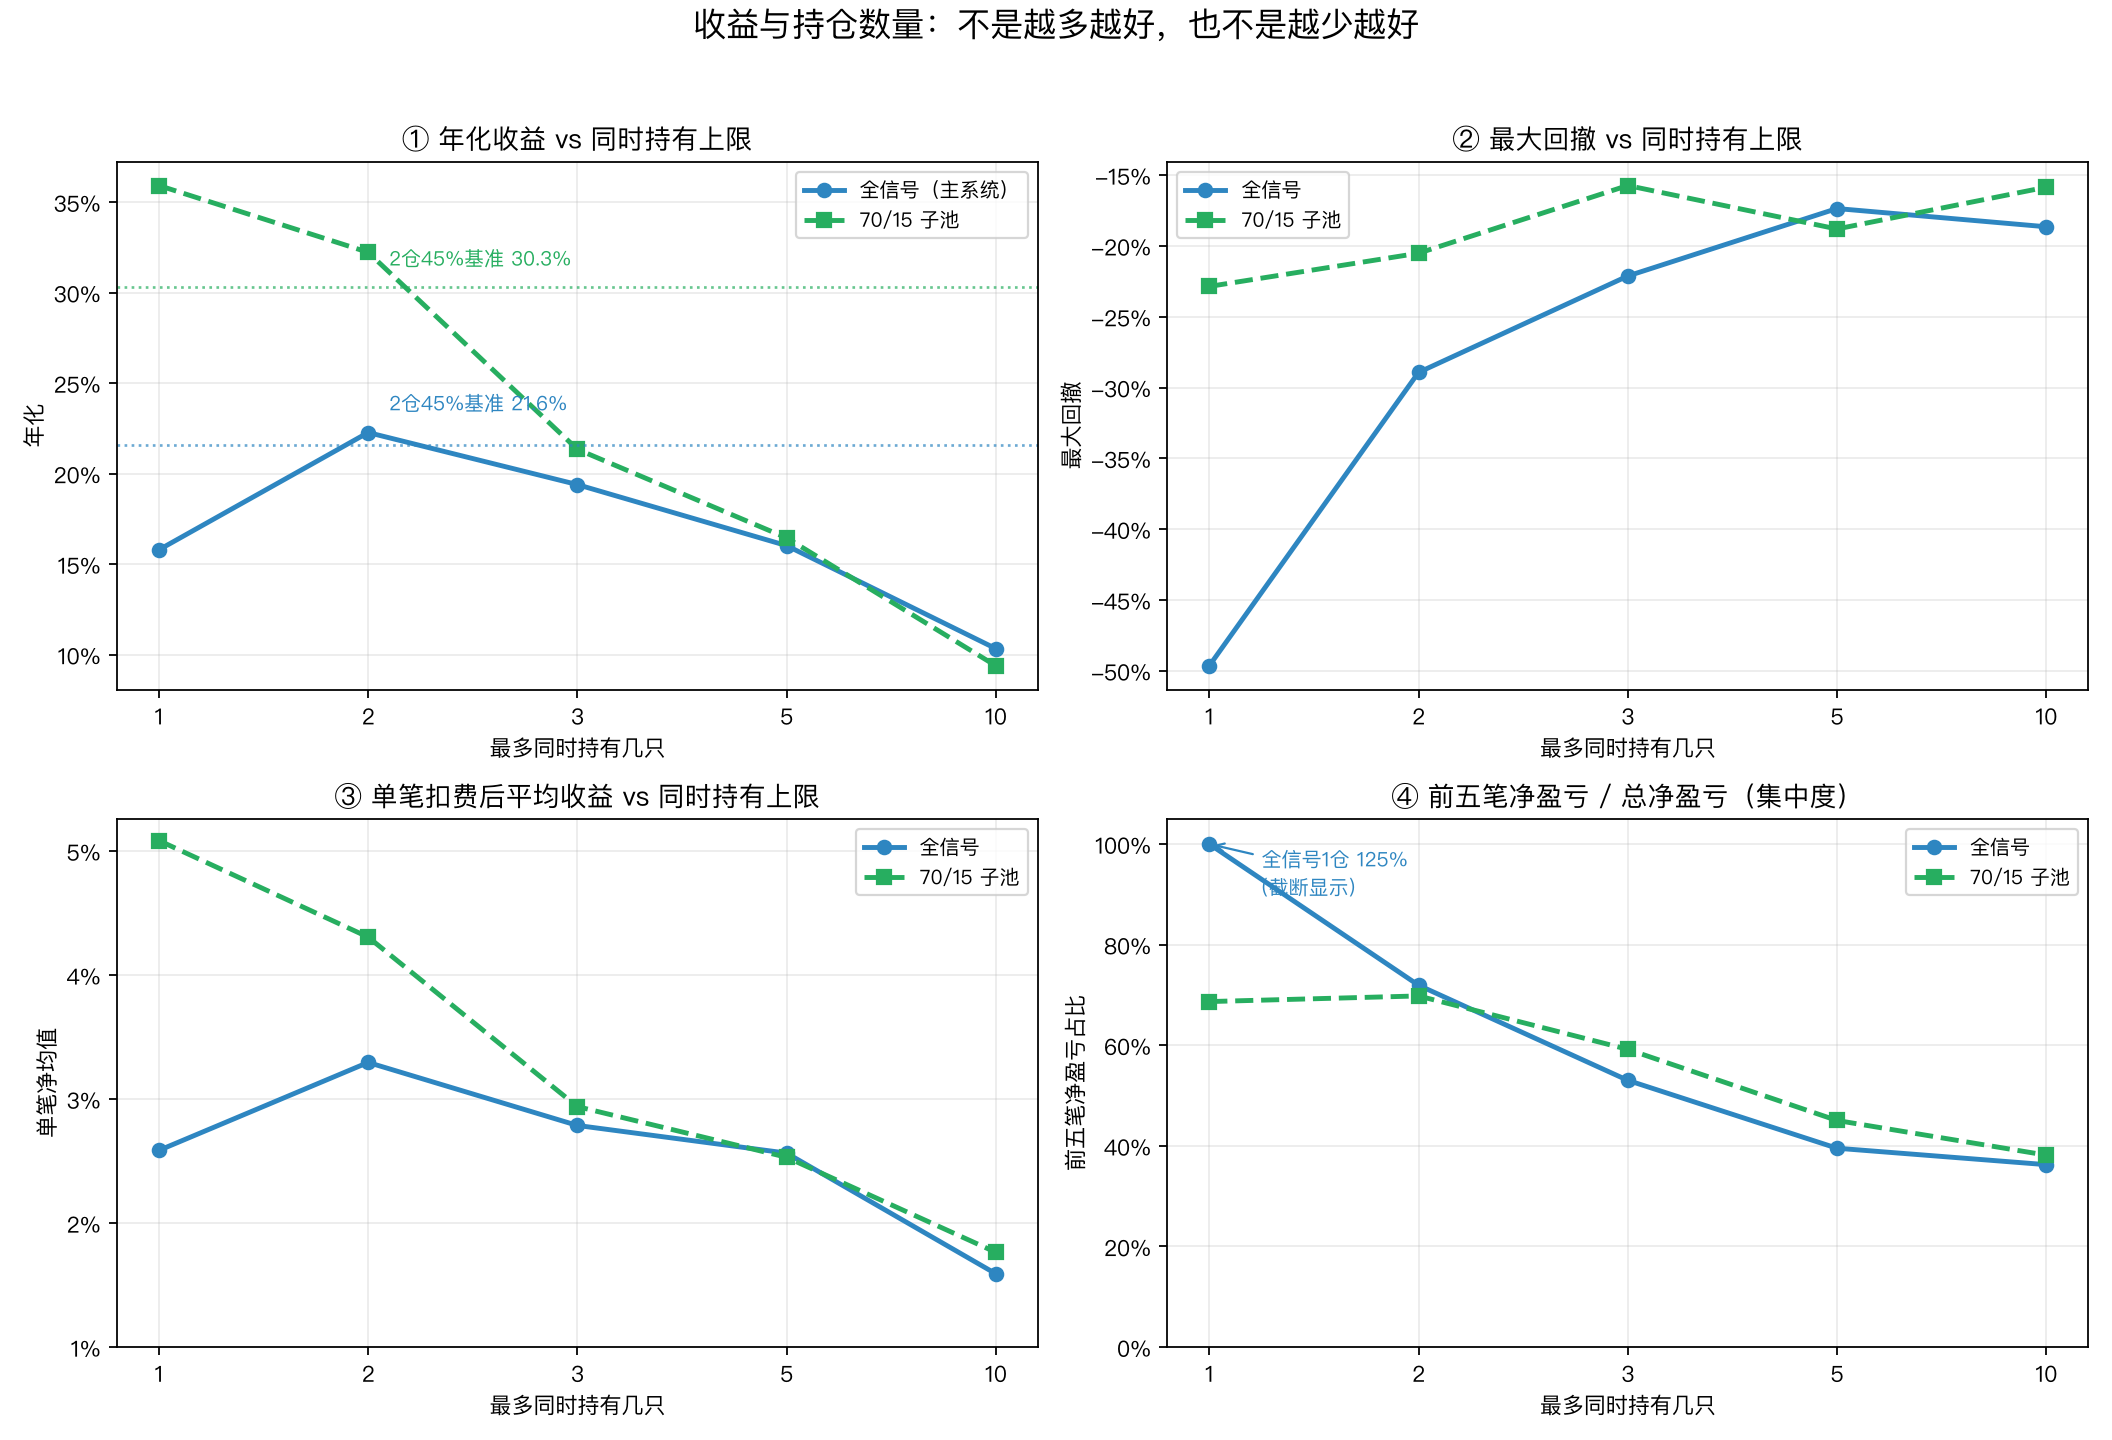 收益与持仓数量：不是越多越好，也不是越少越好
① 年化收益 vs 同时持有上限
全信号（主系统）
70/15 子池
2仓45%基准 30.3%
2仓45%基准 21.6%
35%
30%
25%
20%
15%
10%
年化
1
2
3
5
10
最多同时持有几只
② 最大回撤 vs 同时持有上限
全信号
70/15 子池
−15%
−20%
−25%
−30%
−35%
−40%
−45%
−50%
最大回撤
1
2
3
5
10
最多同时持有几只
③ 单笔扣费后平均收益 vs 同时持有上限
全信号
70/15 子池
5%
4%
3%
2%
1%
单笔净均值
1
2
3
5
10
最多同时持有几只
④ 前五笔净盈亏 / 总净盈亏（集中度）
全信号
70/15 子池
全信号1仓 125%
(截断显示)
100%
80%
60%
40%
20%
0%
前五笔净盈亏占比
1
2
3
5
10
最多同时持有几只